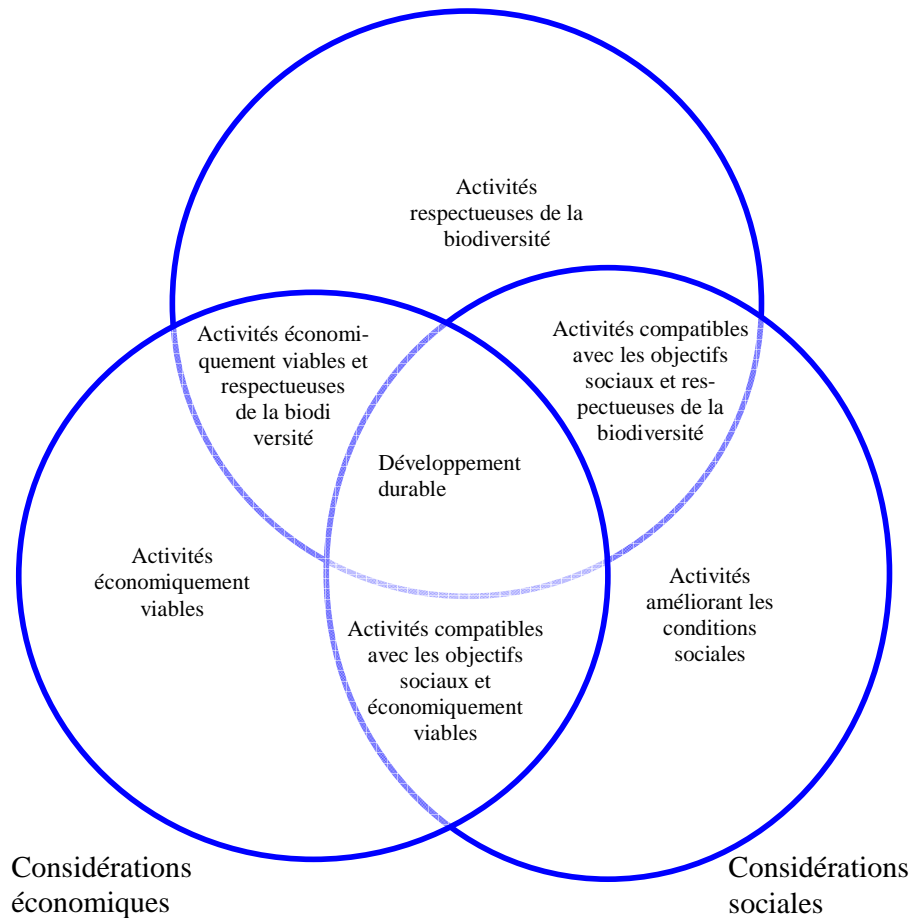 Activités
respectueuses de la
biodiversité
Activités économi-
quement viables et
respectueuses
de la biodi
versité
Activités compatibles
avec les objectifs
sociaux et res-
pectueuses de la
biodiversité
Développement
durable
Activités
économiquement
viables
Activités
améliorant les
conditions
sociales
Activités compatibles
avec les objectifs
sociaux et
économiquement
viables
Considérations
économiques
Considérations
sociales